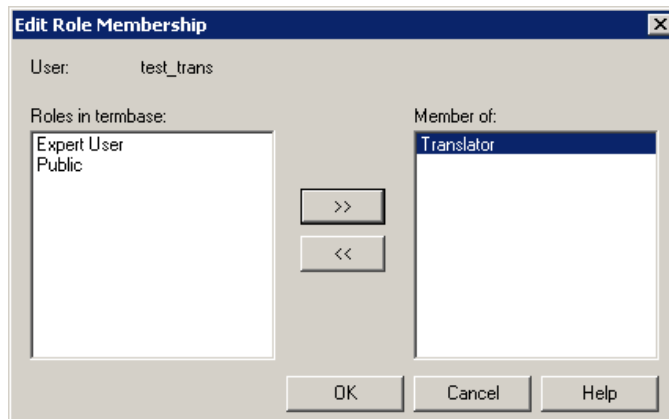 Edit Role Membership
User: test_trans
Roles in termbase:
Expert User
Public
>>
<<
Member of:
Translator
OK Cancel Help